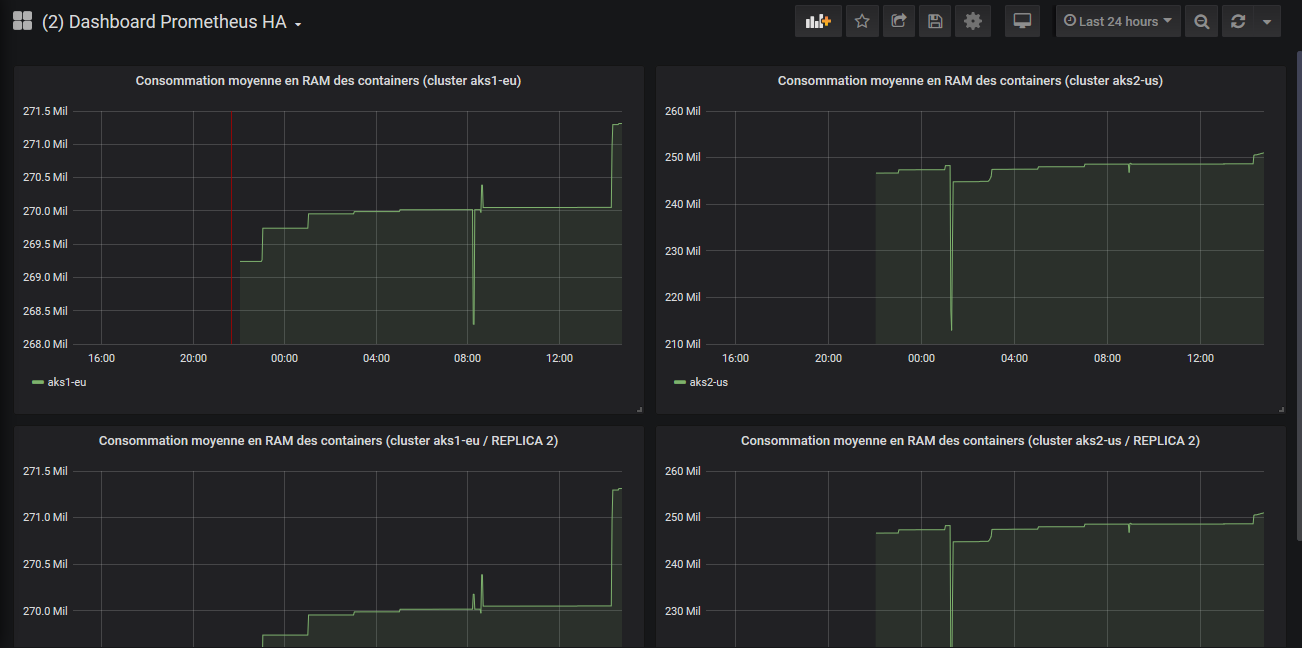 (2) Dashboard Prometheus HA
Last 24 hours
Consommation moyenne en RAM des containers (cluster aks1-eu)
271.5 Mil
271.0 Mil
270.5 Mil
270.0 Mil
269.5 Mil
269.0 Mil
268.5 Mil
268.0 Mil
16:00 20:00 00:00 04:00 08:00 12:00
aks1-eu
Consommation moyenne en RAM des containers (cluster aks2-us)
260 Mil
250 Mil
240 Mil
230 Mil
220 Mil
210 Mil
16:00 20:00 00:00 04:00 08:00 12:00
aks2-us
Consommation moyenne en RAM des containers (cluster aks1-eu / REPLICA 2)
271.5 Mil
271.0 Mil
270.5 Mil
270.0 Mil
Consommation moyenne en RAM des containers (cluster aks2-us / REPLICA 2)
260 Mil
250 Mil
240 Mil
230 Mil